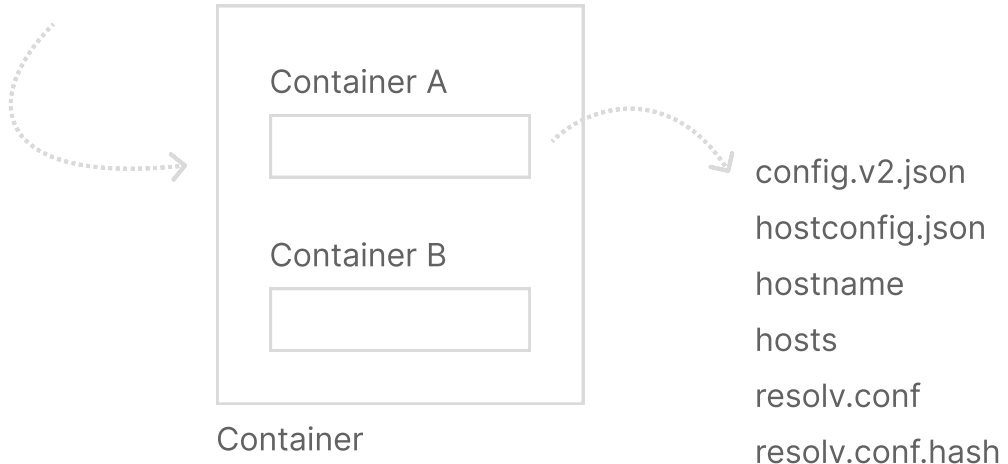 Container A
Container B
Container
config.v2.json
hostconfig.json
hostname
hosts
resolv.conf
resolv.conf.hash